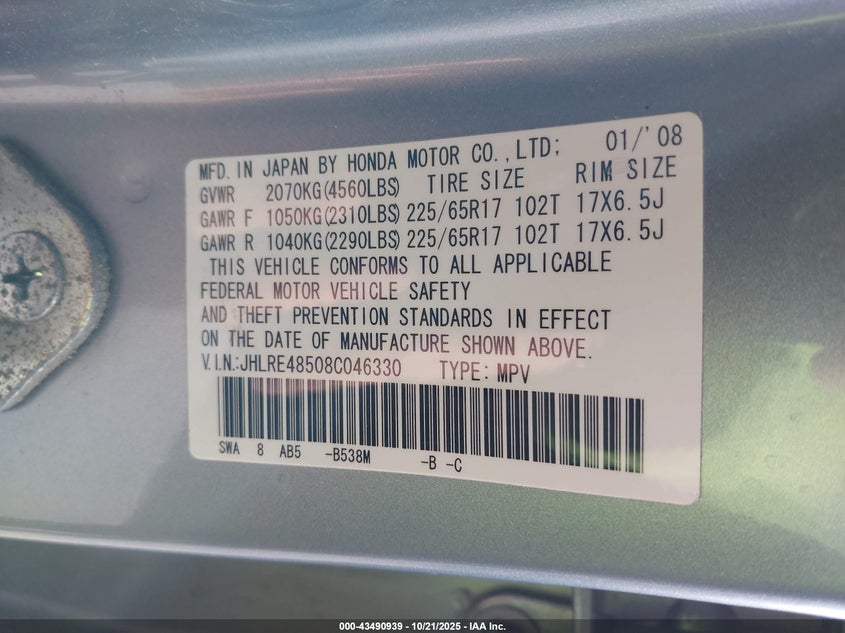 MFD. IN JAPAN BY HONDA MOTOR CO., LTD; 01/'08
GVWR 2070KG(4560LBS) TIRE SIZE RIM SIZE
GAWR F 1050KG(2310LBS) 225/65R17 102T 17X6.5J
GAWR R 1040KG(2290LBS) 225/65R17 102T 17X6.5J
THIS VEHICLE CONFORMS TO ALL APPLICABLE
FEDERAL MOTOR VEHICLE SAFETY
AND THEFT PREVENTION STANDARDS IN EFFECT
ON THE DATE OF MANUFACTURE SHOWN ABOVE.
V.I.N.:JHLRE48508C046330 TYPE: MPV
SWA 8 AB5 -B538M -B -C
000-43490939 - 10/21/2025 - IAA Inc.